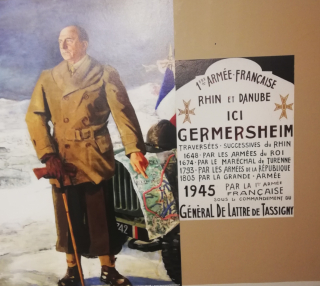 1ÈRE ARMÉE-FRANÇAISE
RHIN ET DANUBE
ICI
GERMERSHEIM
TRAVERSÉES SUCCESSIVES du RHIN
1648 · PAR LES ARMÉES du ROI
1674 · PAR LE MARÉCHAL de TURENNE
1793 · PAR LES ARMÉES DE LA RÉPUBLIQUE
1805 PAR LA GRANDE ARMÉE
1945 PAR LA 1RE ARMÉE
FRANÇAISE
SOUS LE COMMANDEMENT DU
GÉNÉRAL DE LATTRE DE TASSIGNY